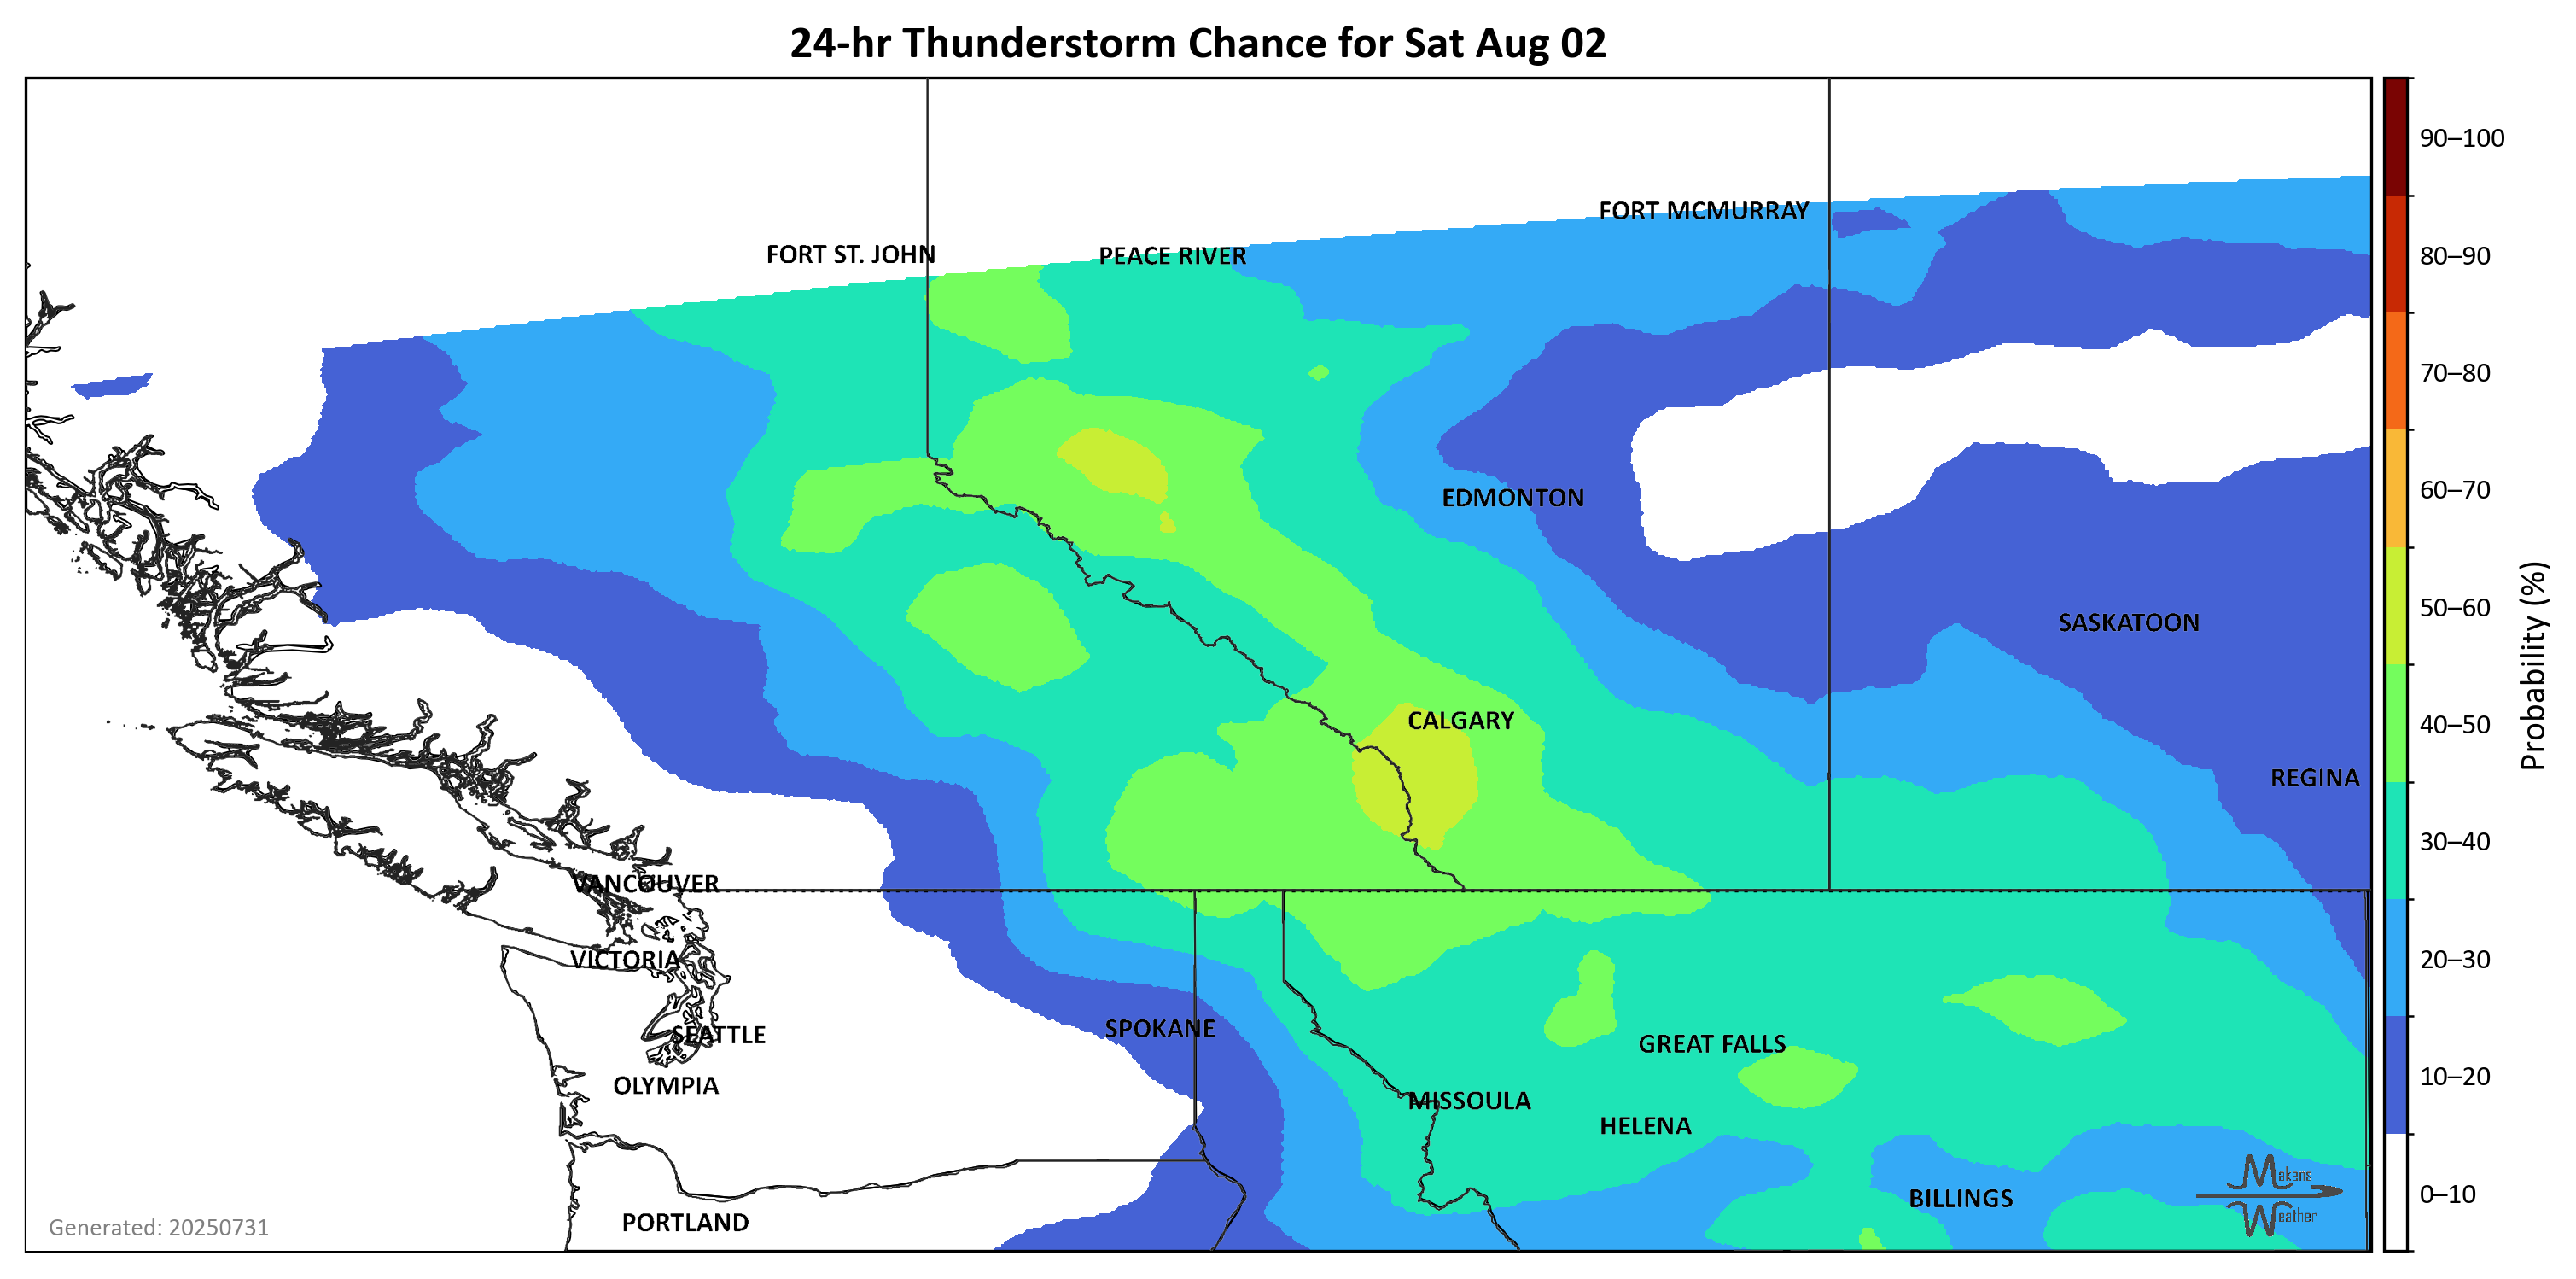 24-hr Thunderstorm Chance for Sat Aug 02
FORT MCMURRAY
FORT ST. JOHN
PEACE RIVER
EDMONTON
SASKATOON
CALGARY
REGINA
VANCOUVER
VICTORIA
SPOKANE
SEATTLE
GREAT FALLS
OLYMPIA
MISSOULA
HELENA
BILLINGS
PORTLAND
Generated: 20250731
Makens
Weather
90–100
80–90
70–80
60–70
50–60
40–50
30–40
20–30
10–20
0–10
Probability (%)